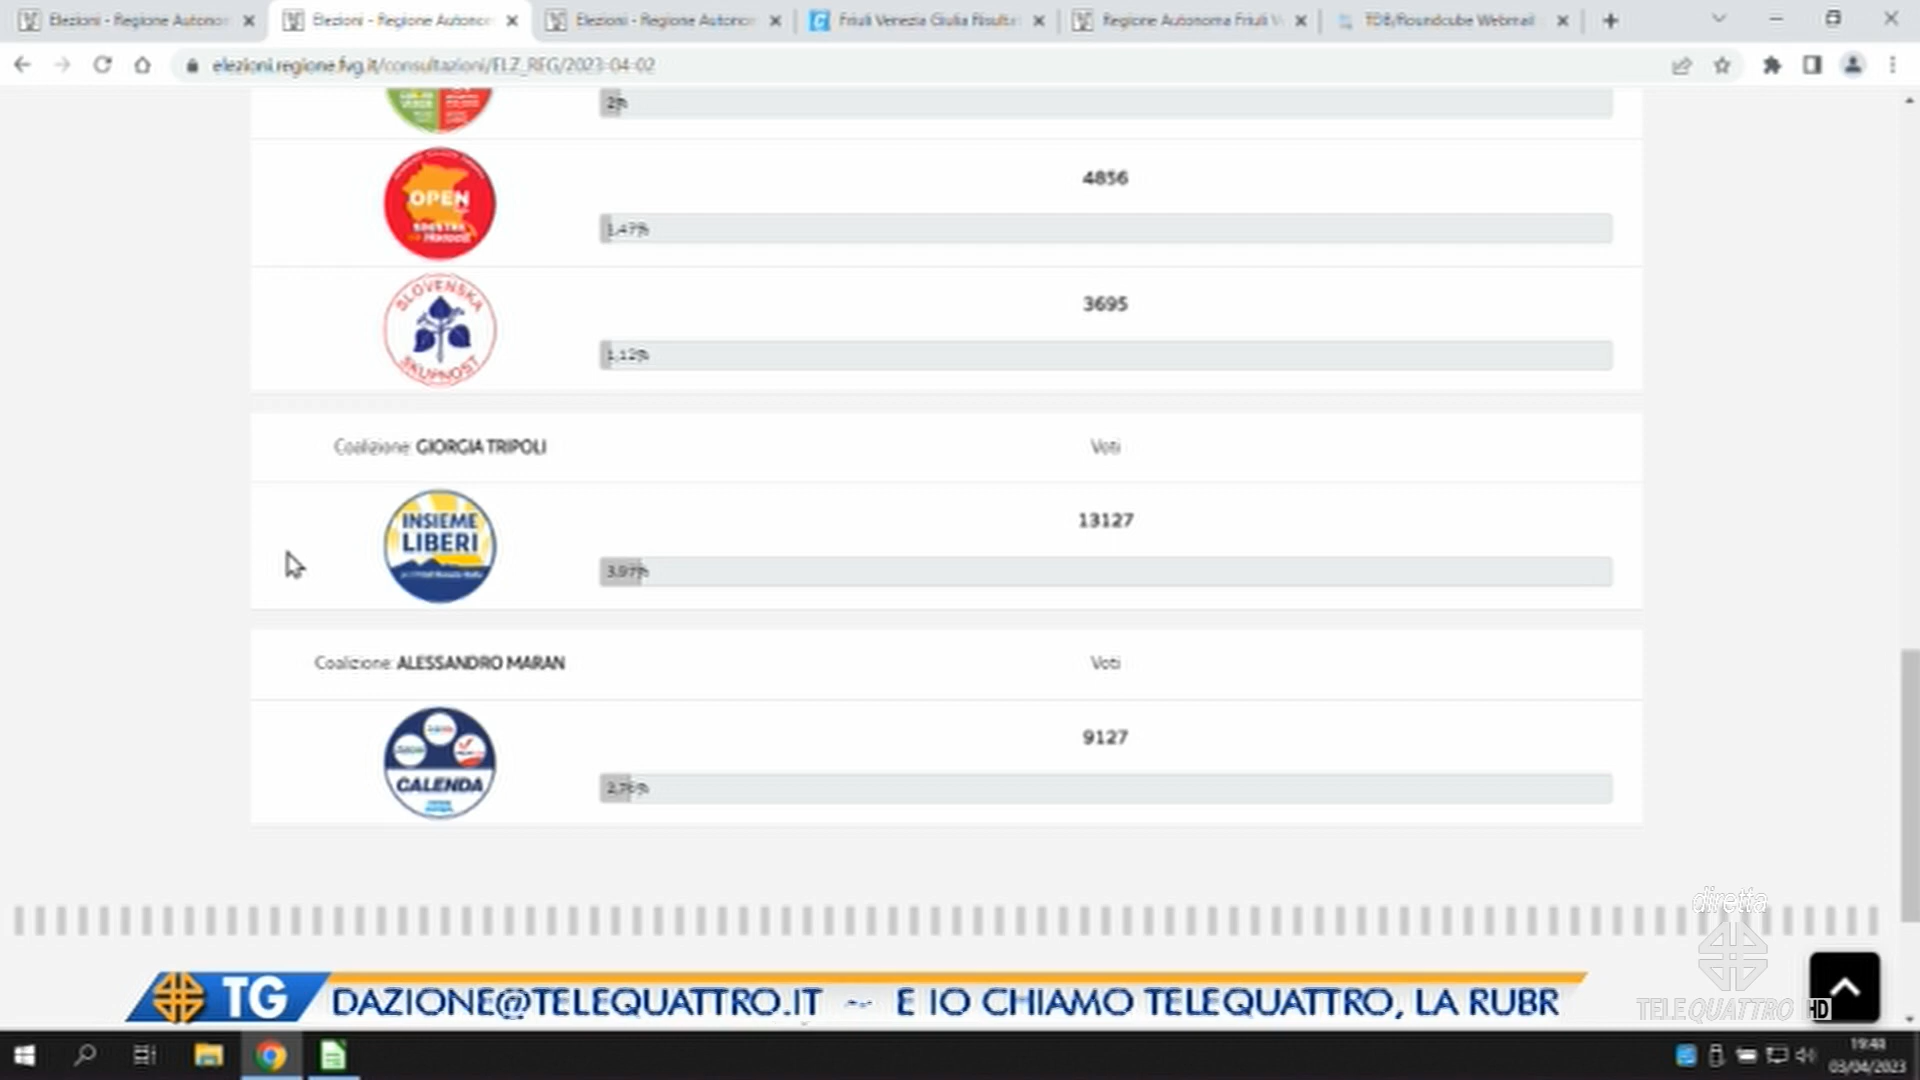 Elezioni - Regione Autonon
Elezioni - Regione Autonon
Elezioni - Regione Autonon
Friuli Venezia Giulia Risulta
Regione Autonoma Friuli V
TDB/Roundcube Webmail
elezioni.regione.fvg.it/consultazioni/ELZ_REG/2023-04-02
2%
OPEN
4856
1,47%
SLOVENSKA
SKUPNOST
3695
1,12%
Coalizione: GIORGIA TRIPOLI
Voti
INSIEME
LIBERI
13127
3,97%
Coalizione: ALESSANDRO MARAN
Voti
CALENDA
9127
2,76%
diretta
TELEQUATTRO HD
TG DAZIONE@TELEQUATTRO.IT -- E IO CHIAMO TELEQUATTRO, LA RUBR
19:48
03/04/2023